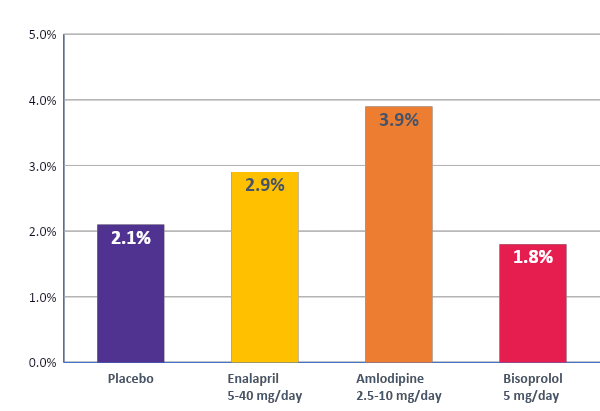 5.0%
4.0%
3.9%
3.0%
2.9%
2.1%
2.0%
1.8%
1.0%
0.0%
Placebo
Enalapril
5-40 mg/day
Amlodipine
2.5-10 mg/day
Bisoprolol
5 mg/day